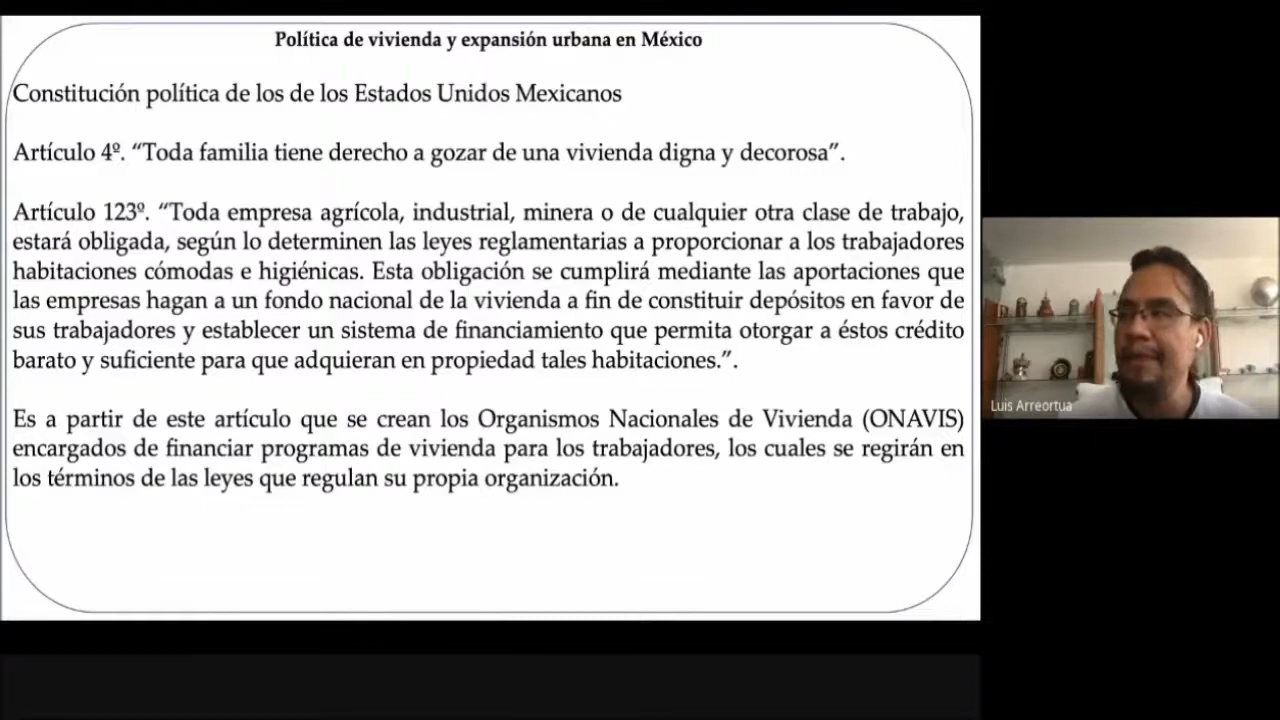 Política de vivienda y expansión urbana en México
Constitución política de los de los Estados Unidos Mexicanos
Artículo 4º. “Toda familia tiene derecho a gozar de una vivienda digna y decorosa”.
Artículo 123º. “Toda empresa agrícola, industrial, minera o de cualquier otra clase de trabajo,
estará obligada, según lo determinen las leyes reglamentarias a proporcionar a los trabajadores
habitaciones cómodas e higiénicas. Esta obligación se cumplirá mediante las aportaciones que
las empresas hagan a un fondo nacional de la vivienda a fin de constituir depósitos en favor de
sus trabajadores y establecer un sistema de financiamiento que permita otorgar a éstos crédito
barato y suficiente para que adquieran en propiedad tales habitaciones.”.
Es a partir de este artículo que se crean los Organismos Nacionales de Vivienda (ONAVIS)
encargados de financiar programas de vivienda para los trabajadores, los cuales se regirán en
los términos de las leyes que regulan su propia organización.
Luis Arreortua